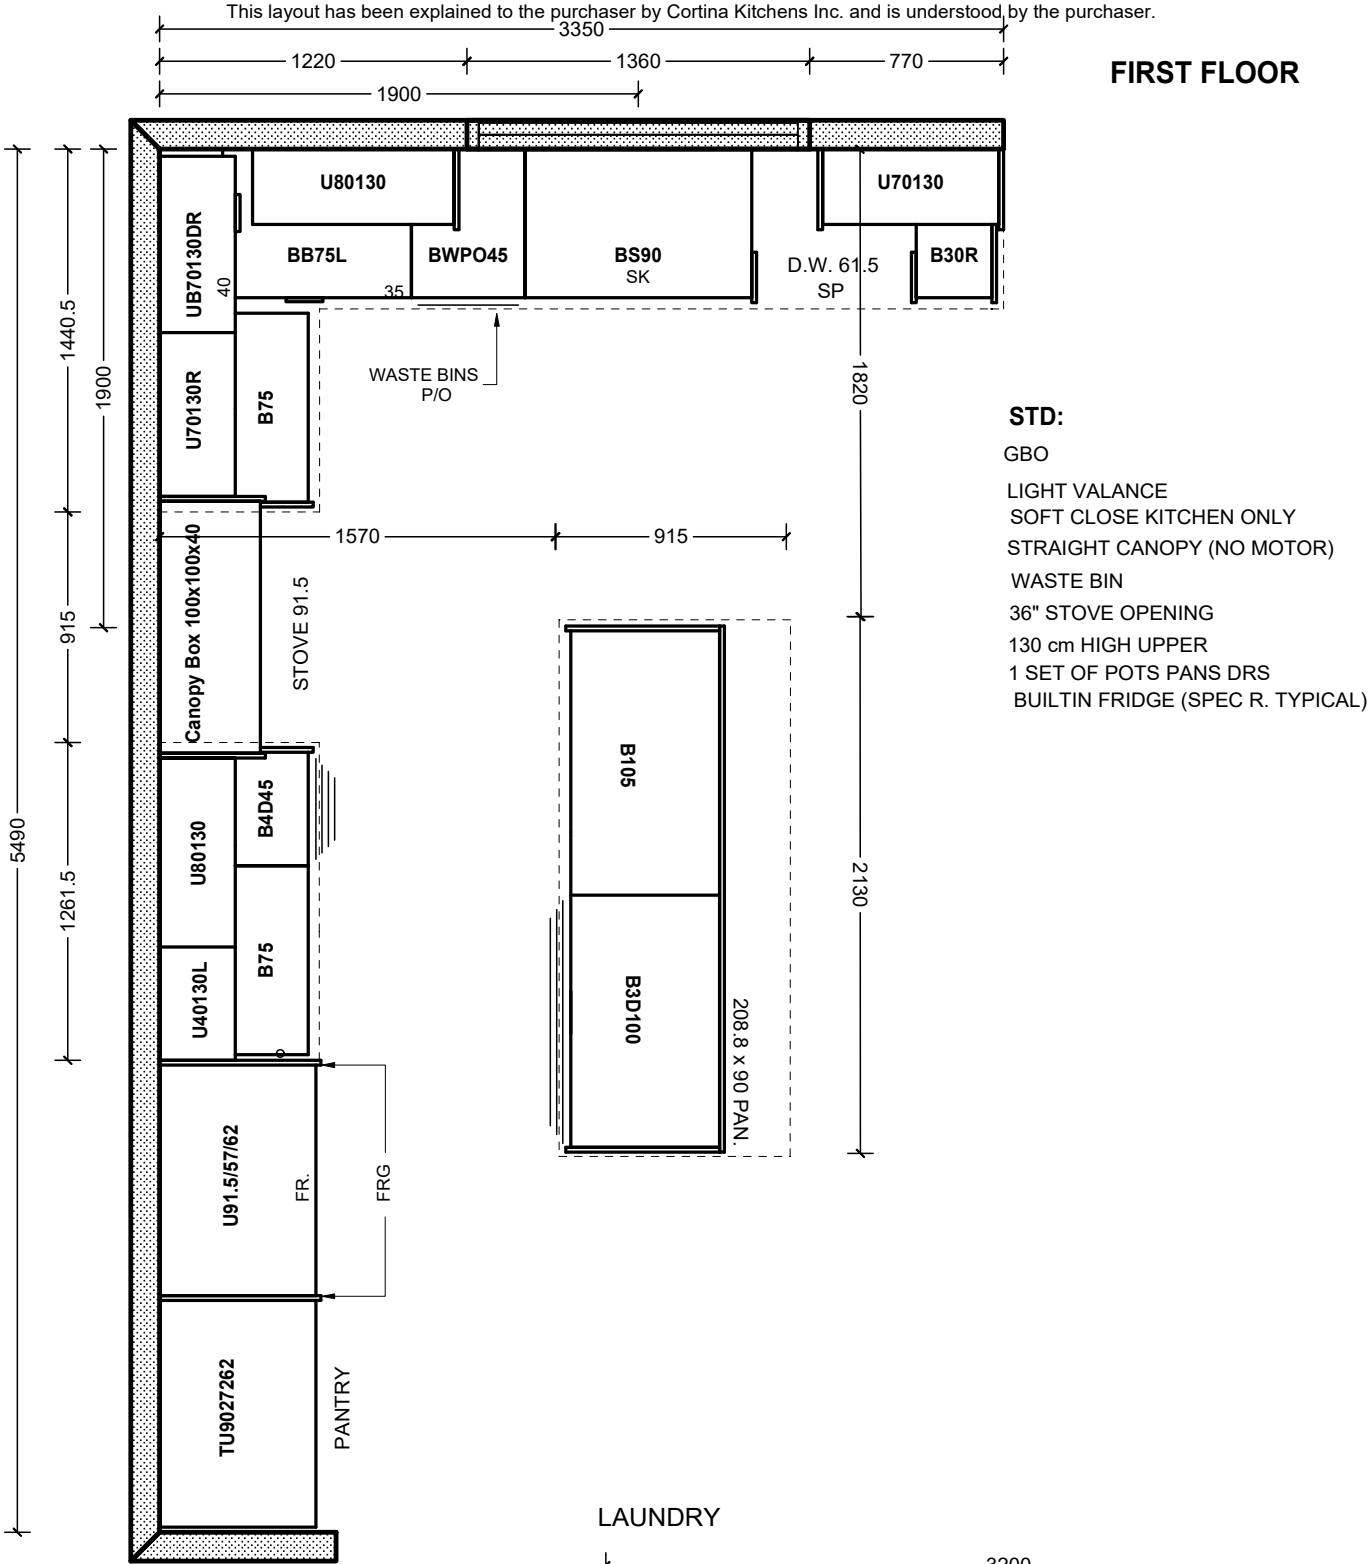 This layout has been explained to the purchaser by Cortina Kitchens Inc. and is understood by the purchaser.
3350
1220
1360
770
1900
FIRST FLOOR
U80130
U70130
UB70130DR
BB75L
BWPO45
BS90
SK
D.W. 61.5
SP
B30R
40
35
1440.5
1900
U70130R
B75
WASTE BINS
P/O
1820
STD:
GBO
LIGHT VALANCE
SOFT CLOSE KITCHEN ONLY
STRAIGHT CANOPY (NO MOTOR)
WASTE BIN
36" STOVE OPENING
130 cm HIGH UPPER
1 SET OF POTS PANS DRS
BUILTIN FRIDGE (SPEC R. TYPICAL)
1570
915
915
Canopy Box 100x100x40
STOVE 91.5
B105
5490
1261.5
U80130
B4D45
2130
U40130L
B75
B3D100
208.8 x 90 PAN.
U91.5/57/62
FR.
FRG
TU9027262
PANTRY
LAUNDRY
3200